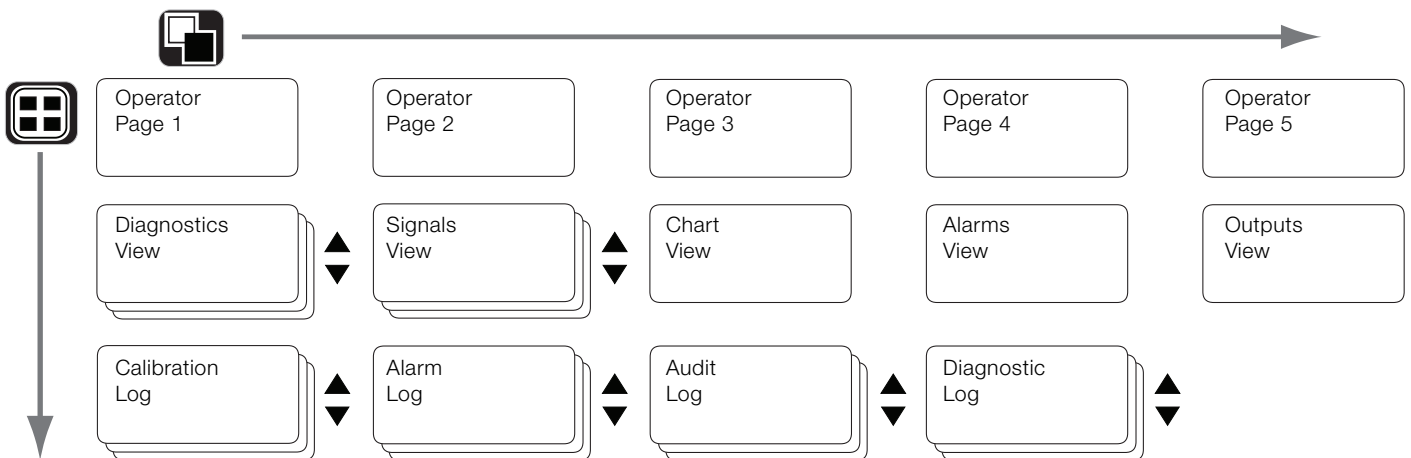 Operator
Page 1
Operator
Page 2
Operator
Page 3
Operator
Page 4
Operator
Page 5
Diagnostics
View
Signals
View
Chart
View
Alarms
View
Outputs
View
Calibration
Log
Alarm
Log
Audit
Log
Diagnostic
Log